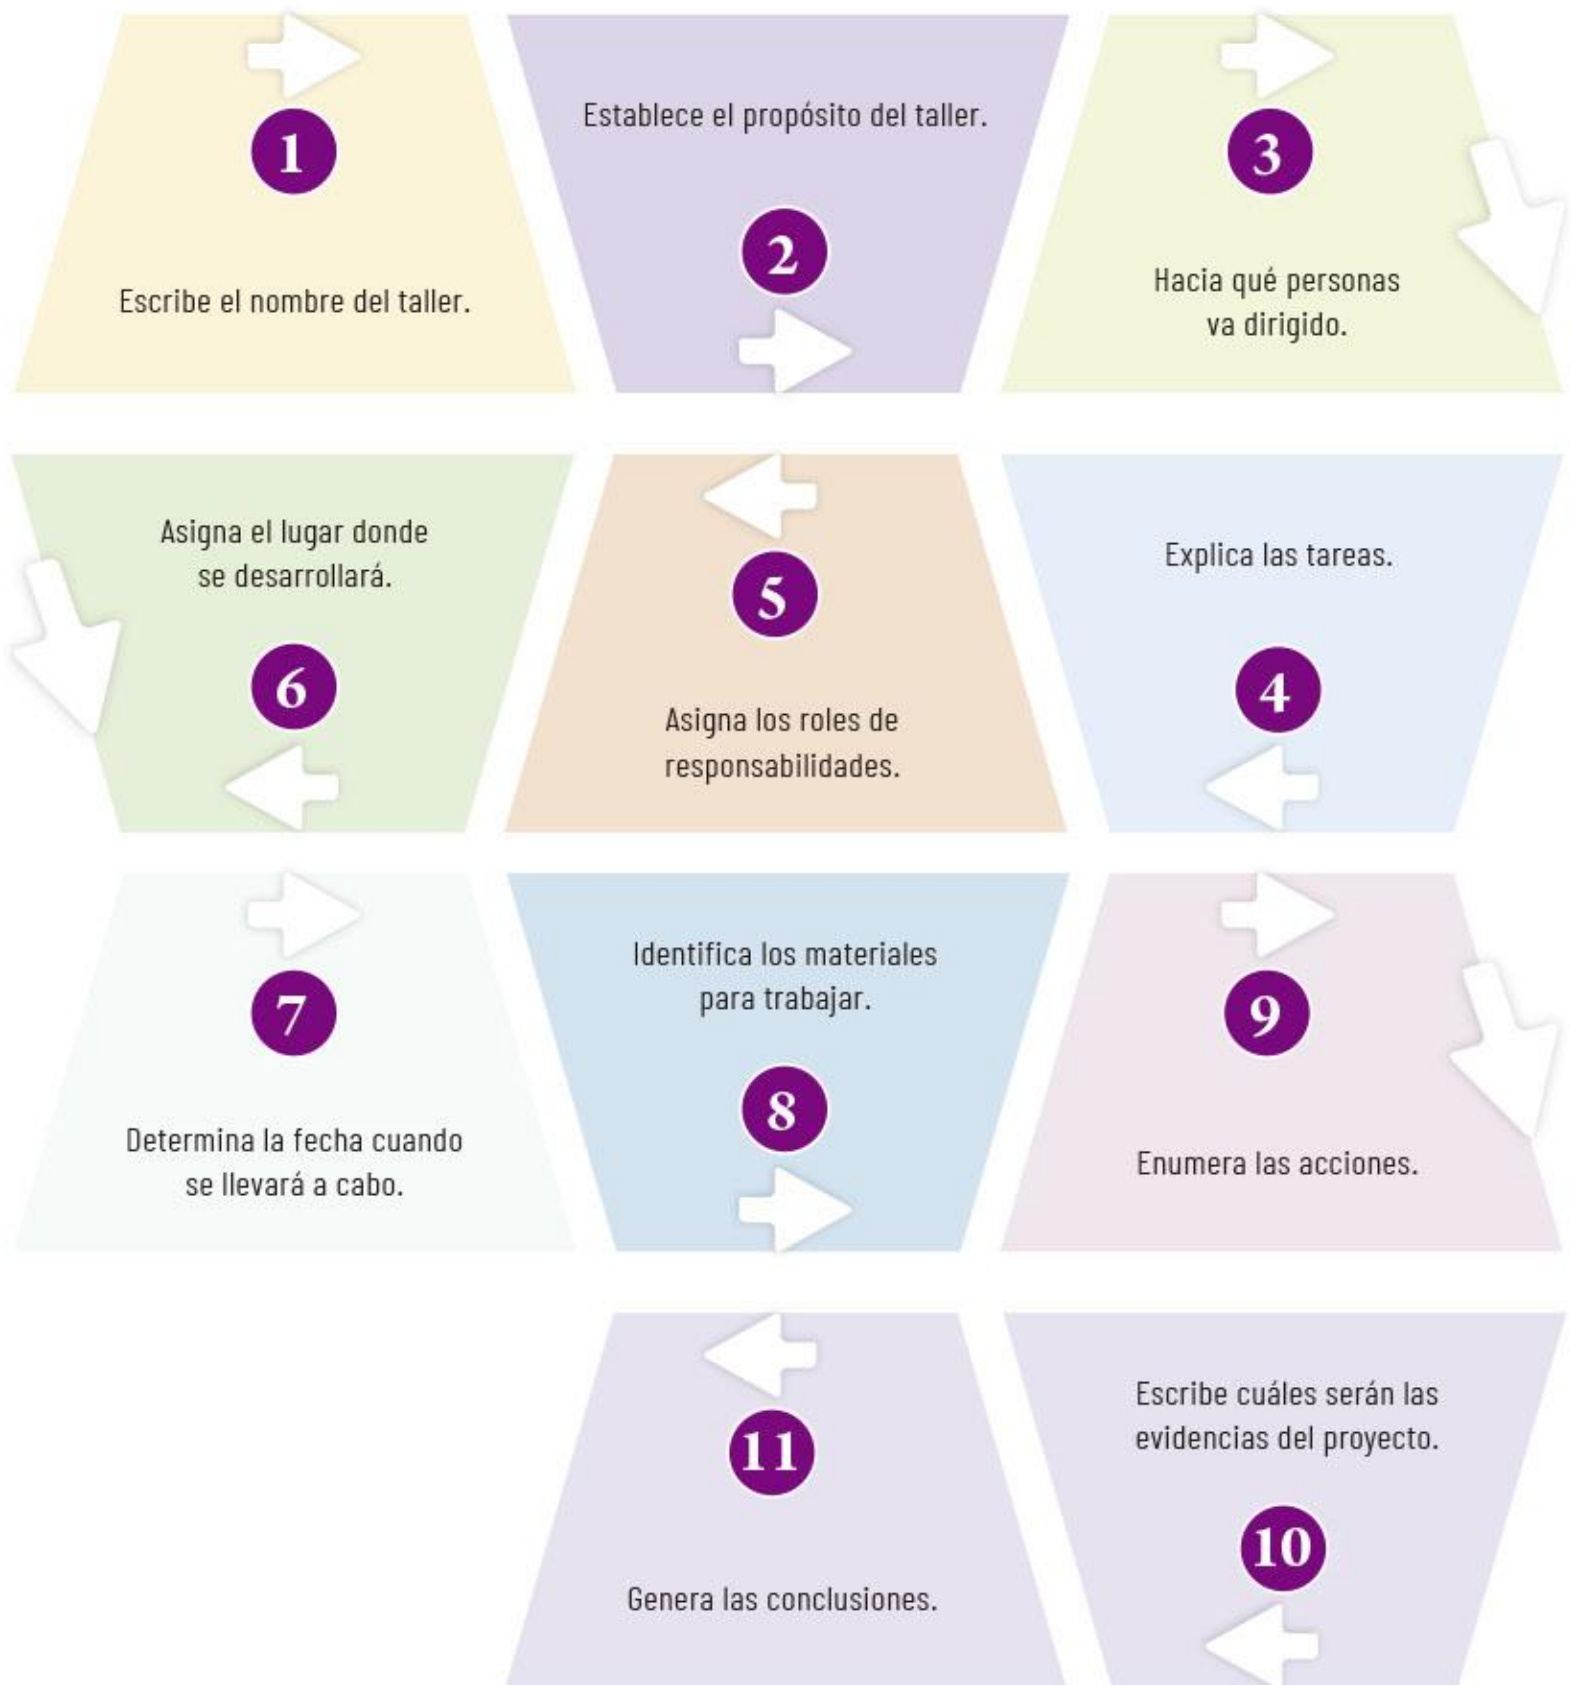 1
Escribe el nombre del taller.
Establece el propósito del taller.
2
3
Hacia qué personas
va dirigido.
Explica las tareas.
4
5
Asigna los roles de
responsabilidades.
Asigna el lugar donde
se desarrollará.
6
7
Determina la fecha cuando
se llevará a cabo.
Identifica los materiales
para trabajar.
8
9
Enumera las acciones.
Escribe cuáles serán las
evidencias del proyecto.
10
11
Genera las conclusiones.